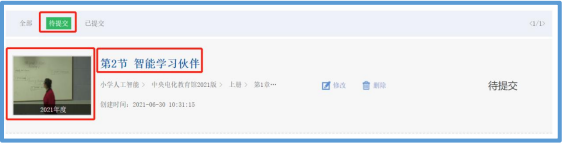 全部 待提交 已提交 <1/1>
第2节 智能学习伙伴
小学人工智能 > 中央电化教育馆2021版 > 上册 > 第1章… 修改 删除 待提交
2021年度 创建时间：2021-06-30 10:31:15